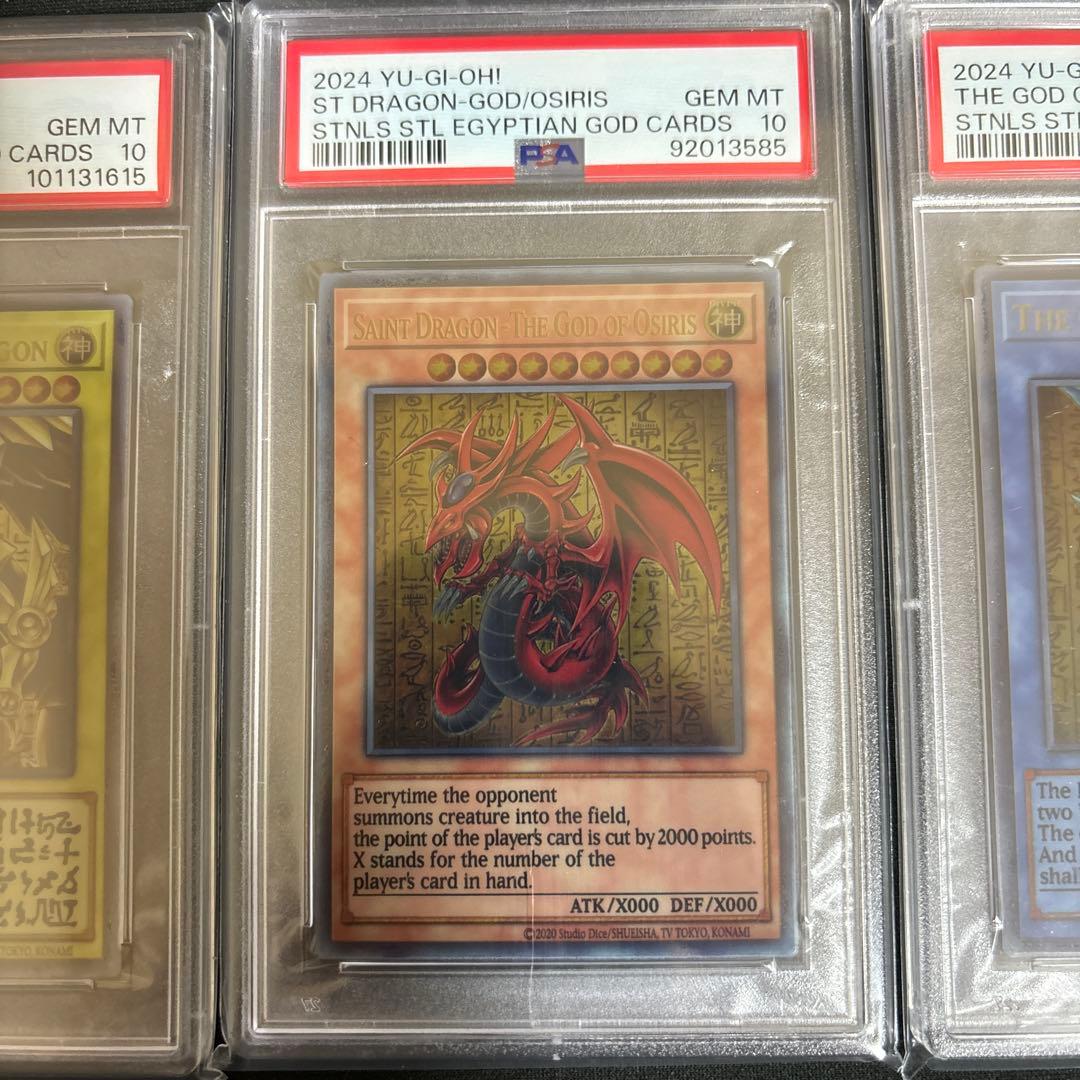 GEM MT
CARDS 10
101131615
GON 神
TOKYO, KONAMI
2024 YU-GI-OH!
ST DRAGON-GOD/OSIRIS GEM MT
STNLS STL EGYPTIAN GOD CARDS 10
PSA 92013585
SAINT DRAGON-THE GOD OF OSIRIS 神
Everytime the opponent
summons creature into the field,
the point of the player's card is cut by 2000 points.
X stands for the number of the
player's card in hand.
ATK/X000 DEF/X000
©2020 Studio Dice/SHUEISHA, TV TOKYO, KONAMI
2024 YU-G
THE GOD
STNLS STL
THE
The
two
The
And
shal